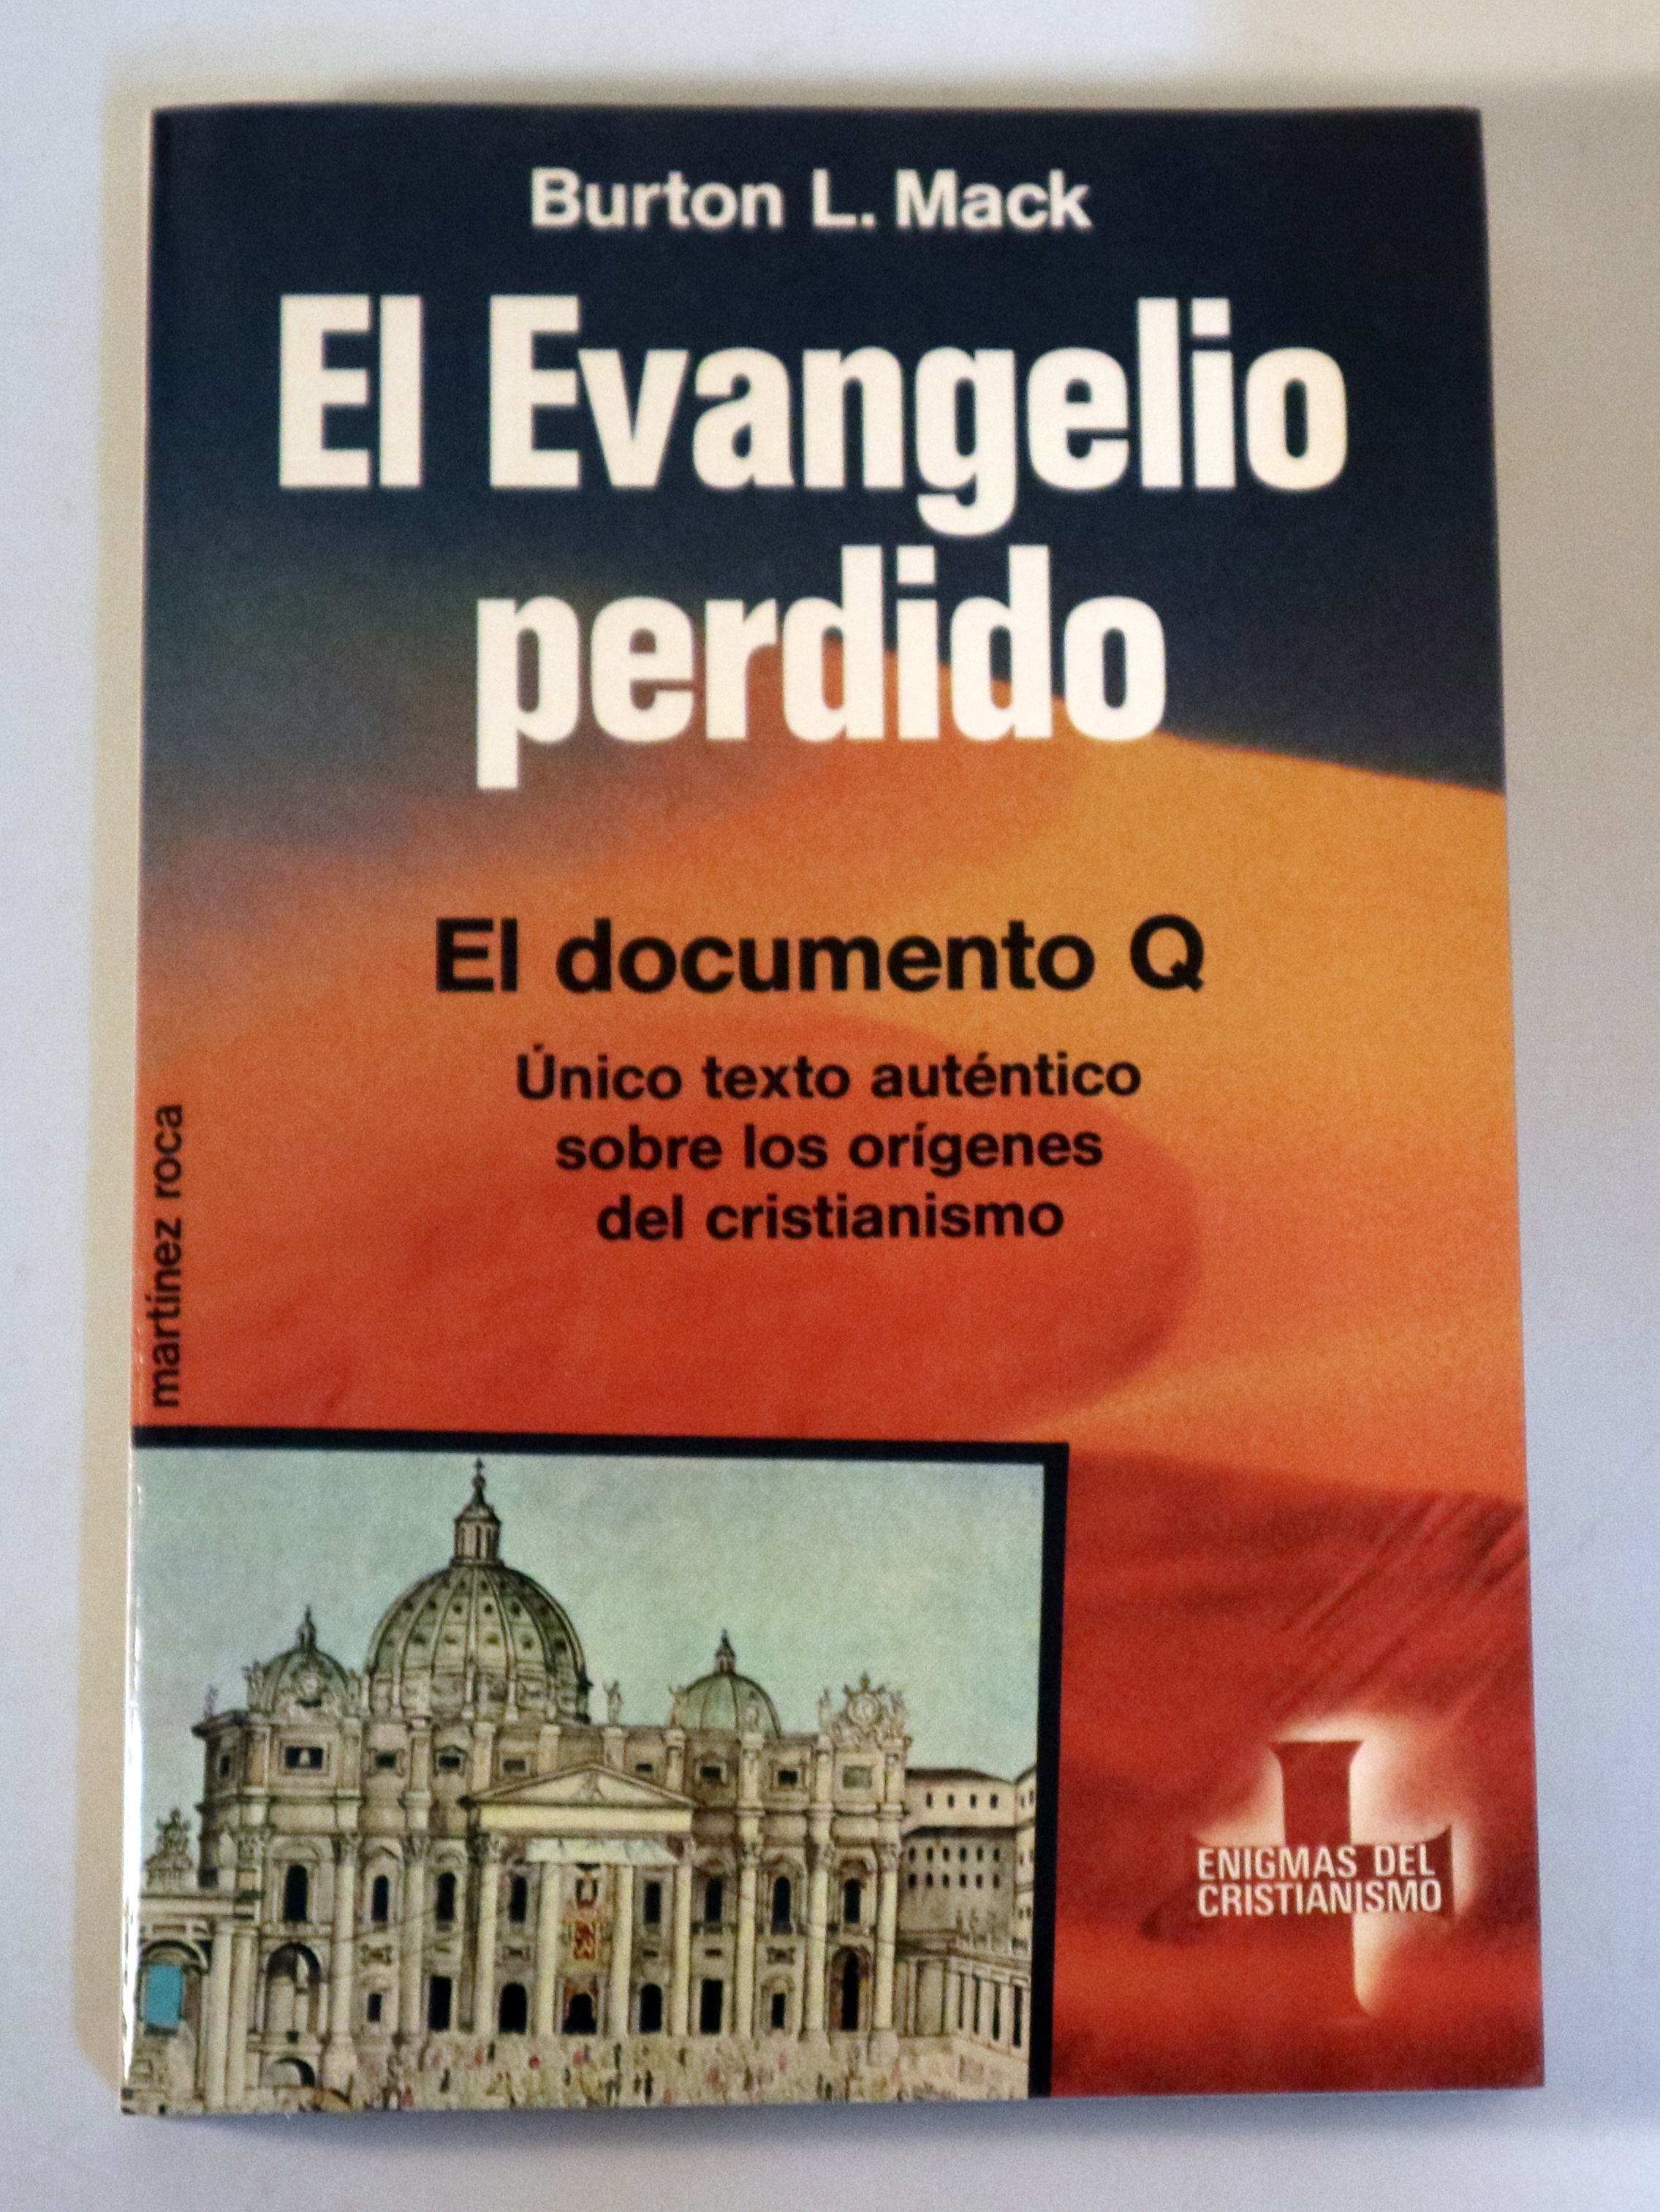 Burton L. Mack
El Evangelio
perdido
El documento Q
Único texto auténtico
sobre los orígenes
del cristianismo
martínez roca
ENIGMAS DEL
CRISTIANISMO